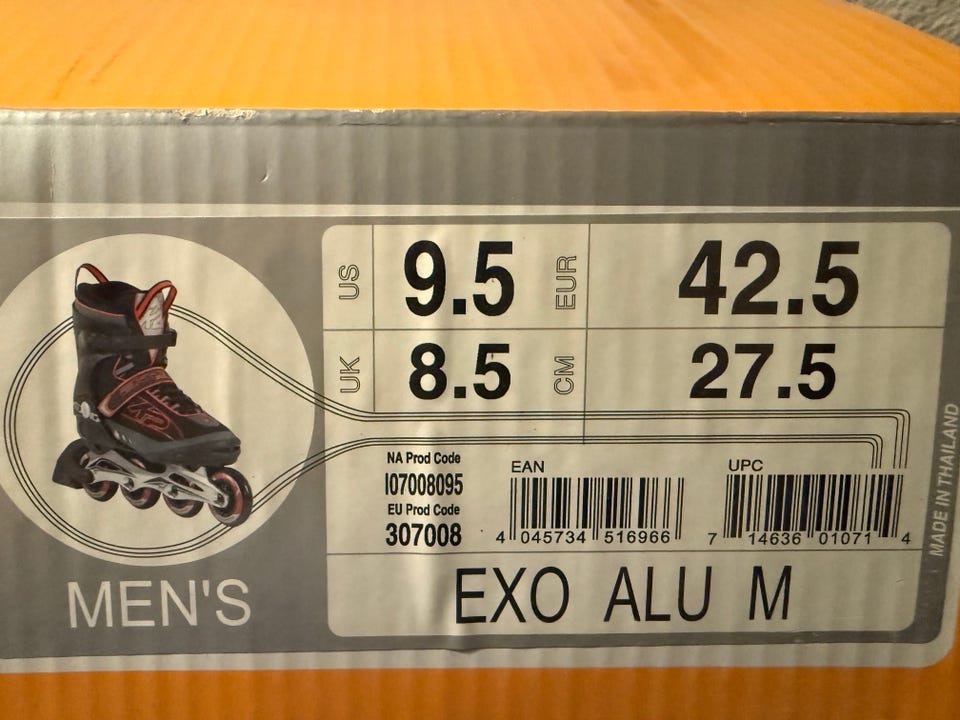 US 9.5 EUR 42.5
UK 8.5 CM 27.5
NA Prod Code
I07008095
EU Prod Code
307008
EAN
4 045734 516966
UPC
7 14636 01071 4
MADE IN THAILAND
MEN'S
EXO ALU M